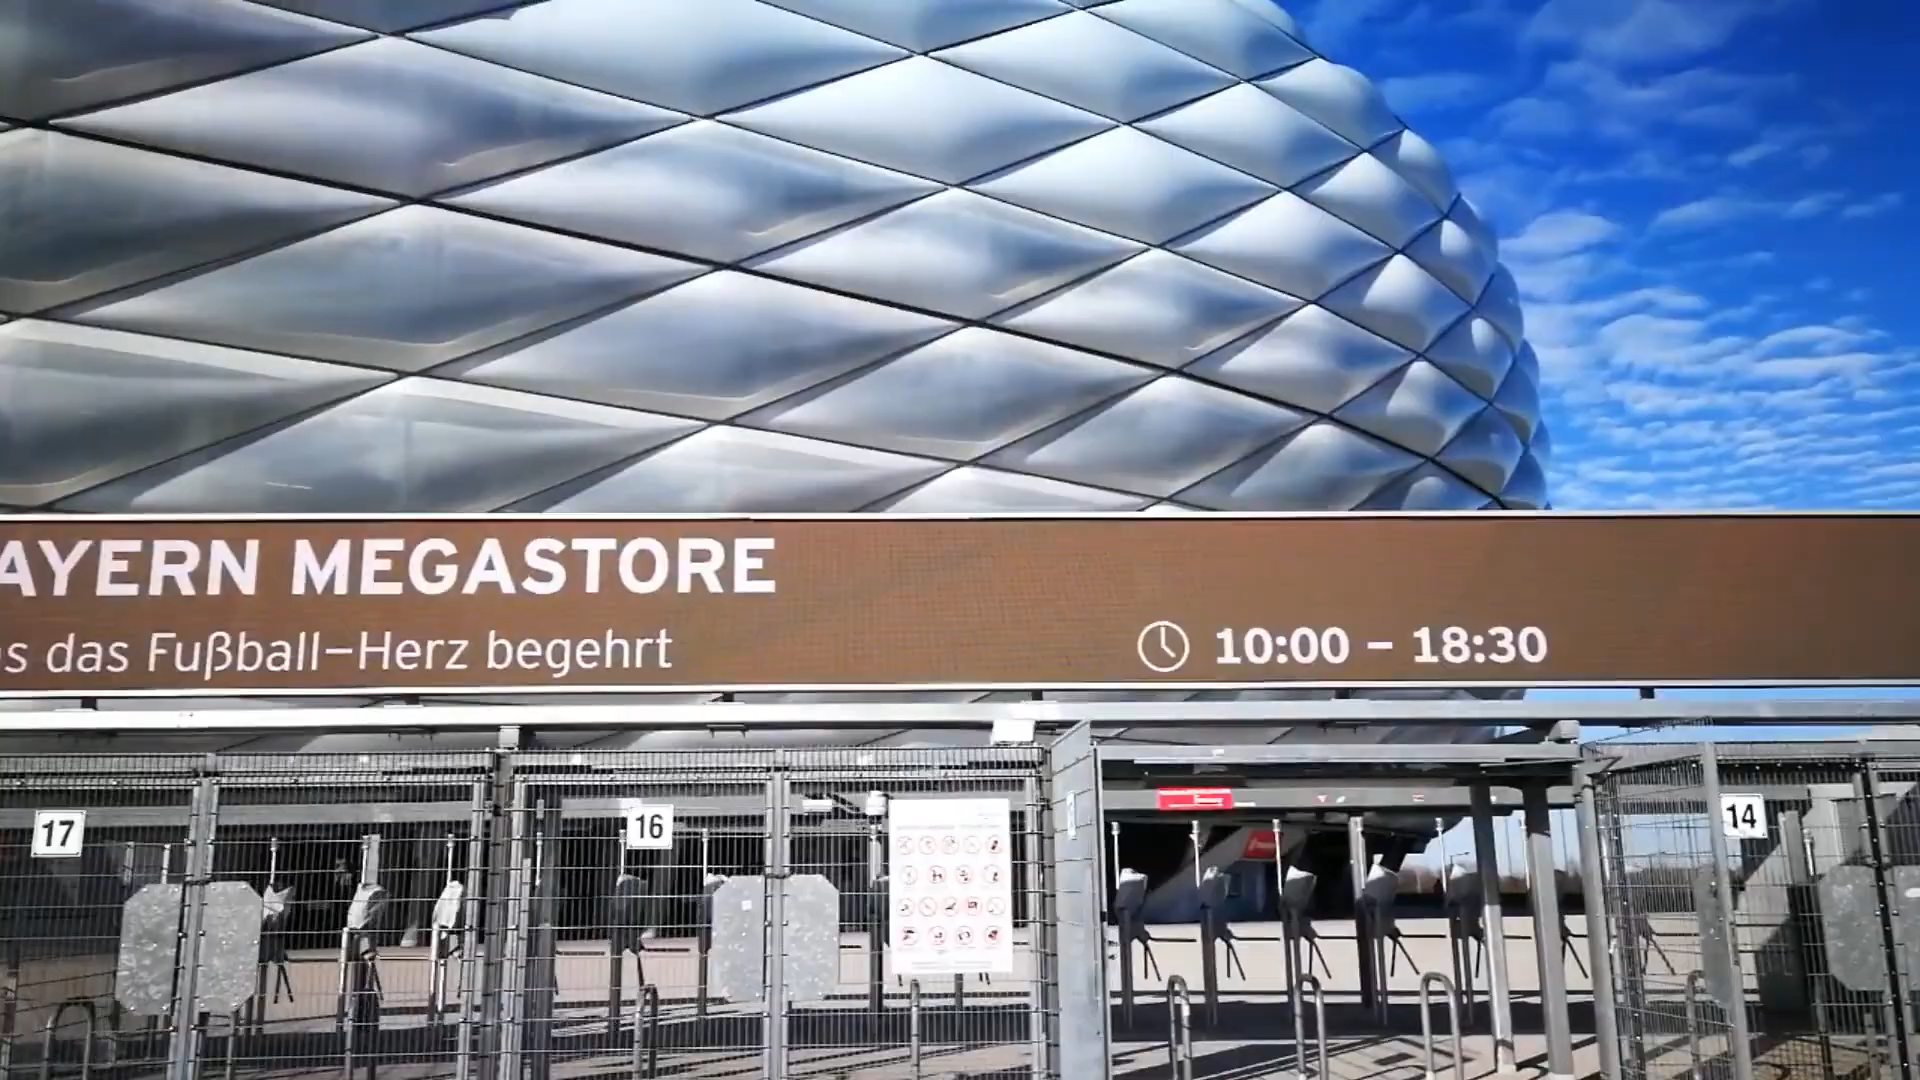 AYERN MEGASTORE
s das Fußball-Herz begehrt
10:00 - 18:30
17
16
14